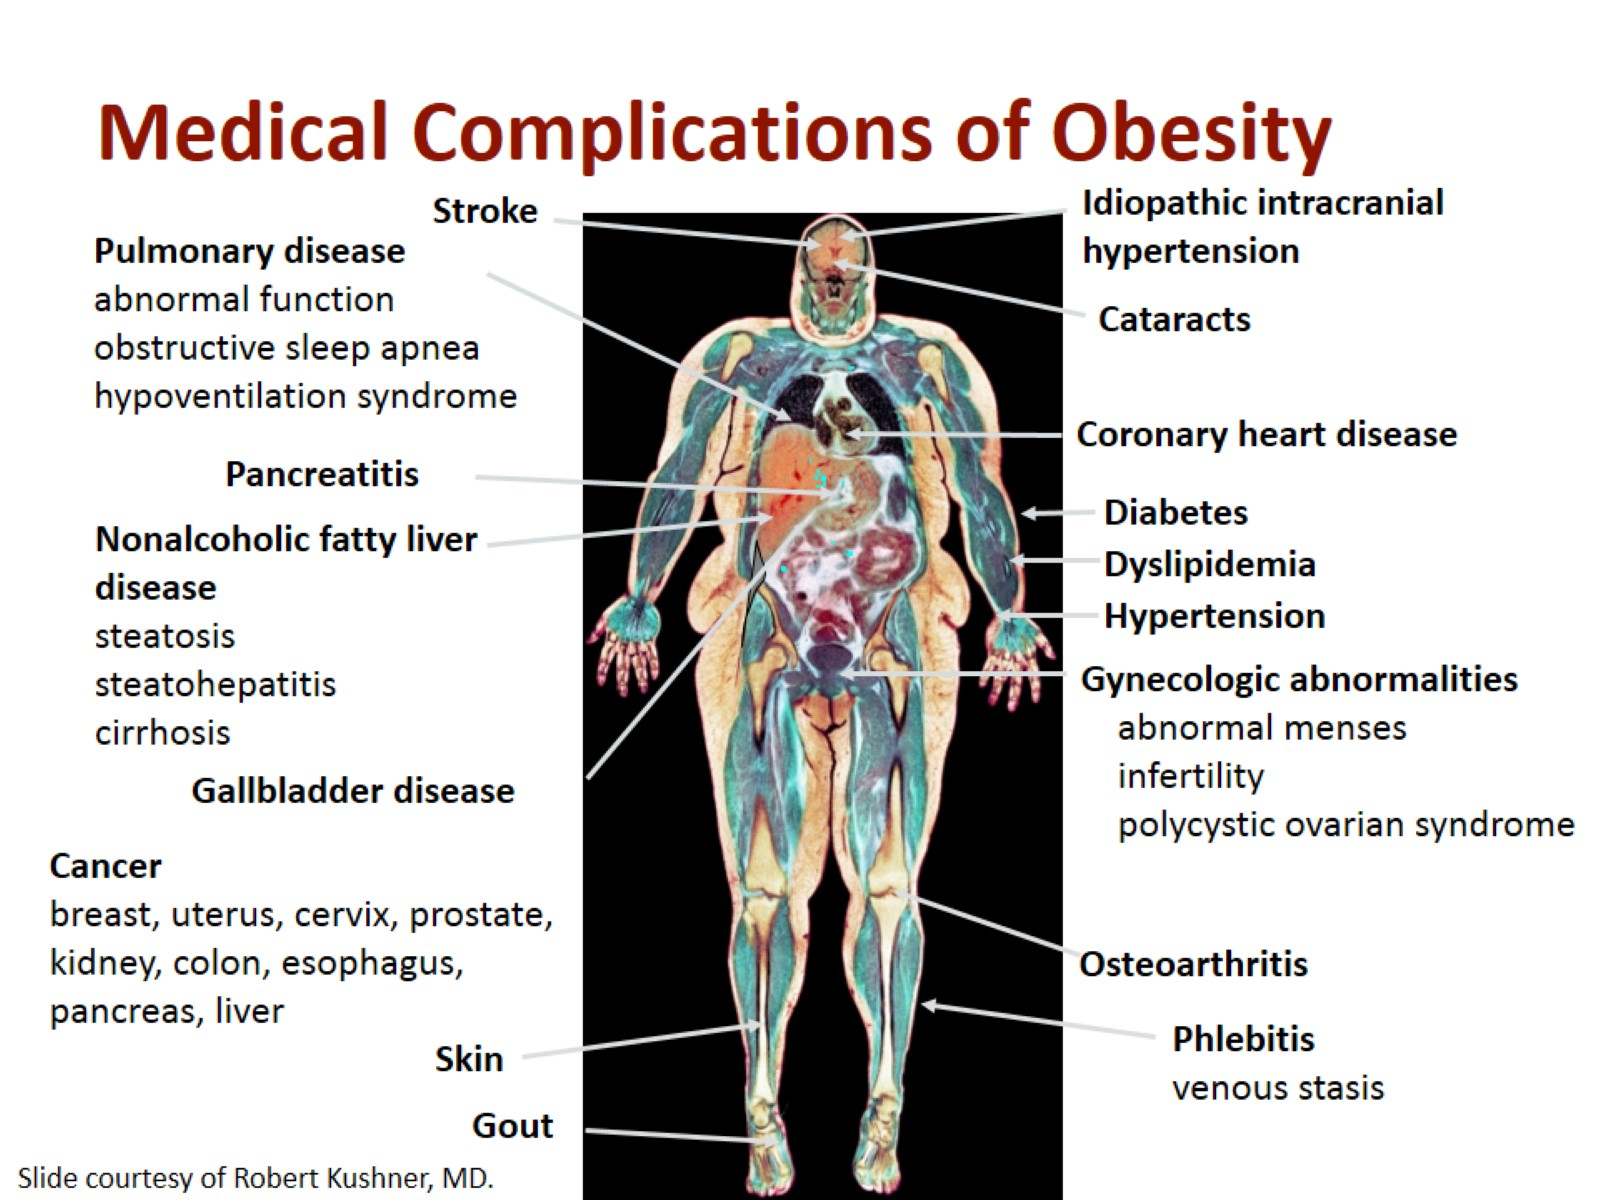 Medical Complications of Obesity
Stroke
Pulmonary disease
abnormal function
obstructive sleep apnea
hypoventilation syndrome
Pancreatitis
Nonalcoholic fatty liver
disease
steatosis
steatohepatitis
cirrhosis
Gallbladder disease
Cancer
breast, uterus, cervix, prostate,
kidney, colon, esophagus,
pancreas, liver
Skin
Gout
Slide courtesy of Robert Kushner, MD.
Idiopathic intracranial
hypertension
Cataracts
Coronary heart disease
Diabetes
Dyslipidemia
Hypertension
Gynecologic abnormalities
abnormal menses
infertility
polycystic ovarian syndrome
Osteoarthritis
Phlebitis
venous stasis